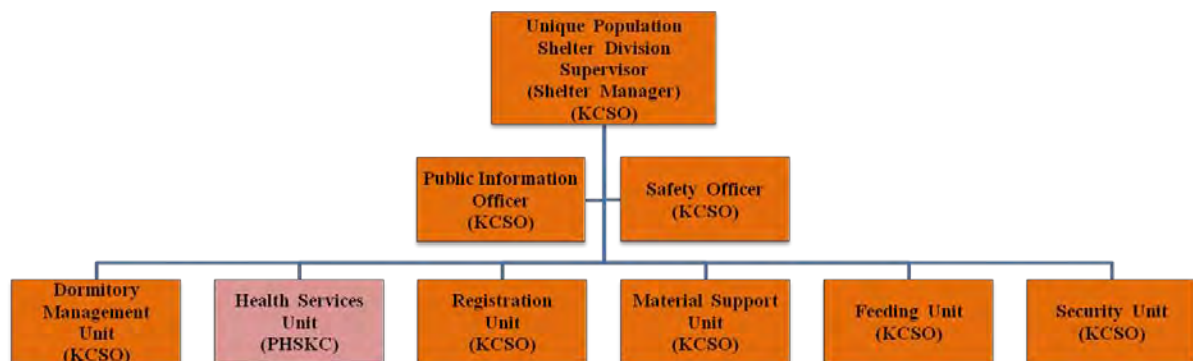 Unique Population
Shelter Division
Supervisor
(Shelter Manager)
(KCSO)
Public Information
Officer
(KCSO)
Safety Officer
(KCSO)
Dormitory
Management
Unit
(KCSO)
Health Services
Unit
(PHSKC)
Registration
Unit
(KCSO)
Material Support
Unit
(KCSO)
Feeding Unit
(KCSO)
Security Unit
(KCSO)